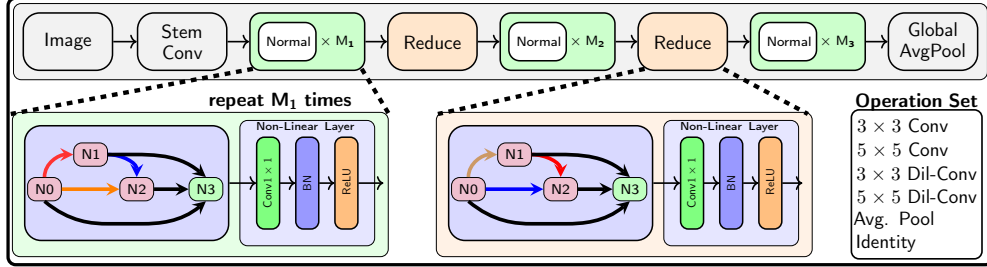 Image
Stem
Conv
Normal × M₁
Reduce
Normal × M₂
Reduce
Normal × M₃
Global
AvgPool
repeat M₁ times
N0
N1
N2
N3
Non-Linear Layer
Conv1 × 1
BN
ReLU
N0
N1
N2
N3
Non-Linear Layer
Conv1 × 1
BN
ReLU
Operation Set
3 × 3 Conv
5 × 5 Conv
3 × 3 Dil-Conv
5 × 5 Dil-Conv
Avg. Pool
Identity